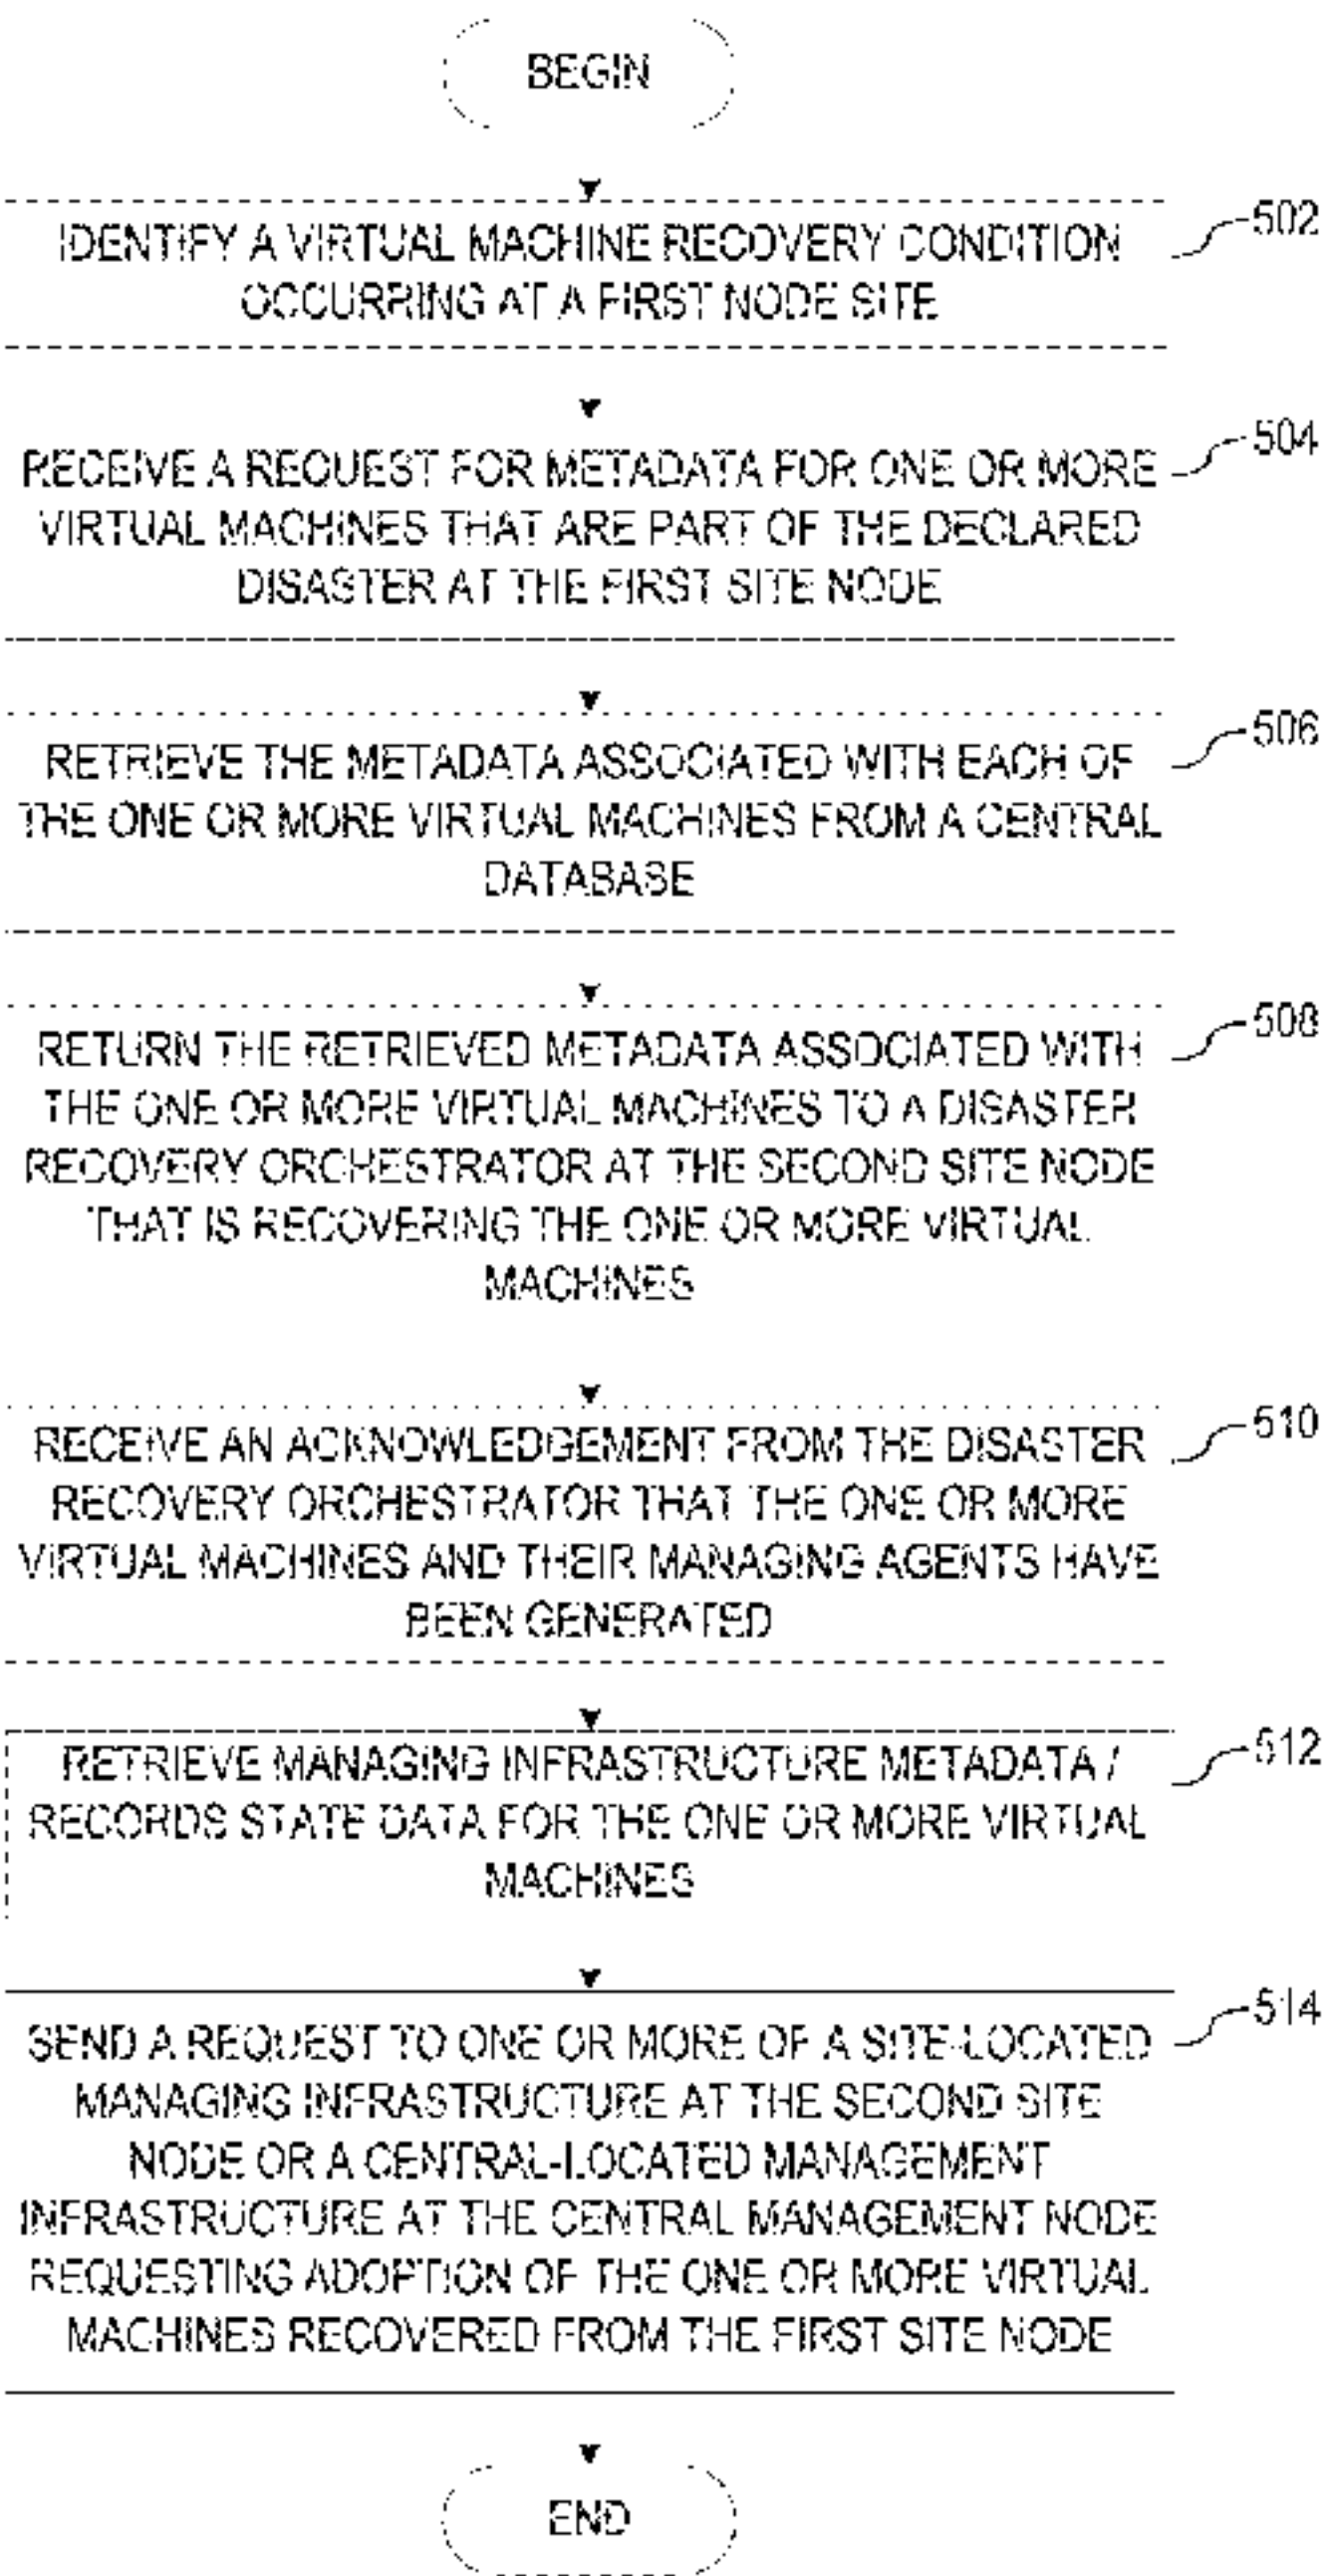 BEGIN
IDENTIFY A VIRTUAL MACHINE RECOVERY CONDITION
OCCURRING AT A FIRST NODE SITE
502
RECEIVE A REQUEST FOR METADATA FOR ONE OR MORE
VIRTUAL MACHINES THAT ARE PART OF THE DECLARED
DISASTER AT THE FIRST SITE NODE
504
RETRIEVE THE METADATA ASSOCIATED WITH EACH OF
THE ONE OR MORE VIRTUAL MACHINES FROM A CENTRAL
DATABASE
506
RETURN THE RETRIEVED METADATA ASSOCIATED WITH
THE ONE OR MORE VIRTUAL MACHINES TO A DISASTER
RECOVERY ORCHESTRATOR AT THE SECOND SITE NODE
THAT IS RECOVERING THE ONE OR MORE VIRTUAL
MACHINES
508
RECEIVE AN ACKNOWLEDGEMENT FROM THE DISASTER
RECOVERY ORCHESTRATOR THAT THE ONE OR MORE
VIRTUAL MACHINES AND THEIR MANAGING AGENTS HAVE
BEEN GENERATED
510
RETRIEVE MANAGING INFRASTRUCTURE METADATA /
RECORDS STATE DATA FOR THE ONE OR MORE VIRTUAL
MACHINES
512
SEND A REQUEST TO ONE OR MORE OF A SITE-LOCATED
MANAGING INFRASTRUCTURE AT THE SECOND SITE
NODE OR A CENTRAL-LOCATED MANAGEMENT
INFRASTRUCTURE AT THE CENTRAL MANAGEMENT NODE
REQUESTING ADOPTION OF THE ONE OR MORE VIRTUAL
MACHINES RECOVERED FROM THE FIRST SITE NODE
514
END